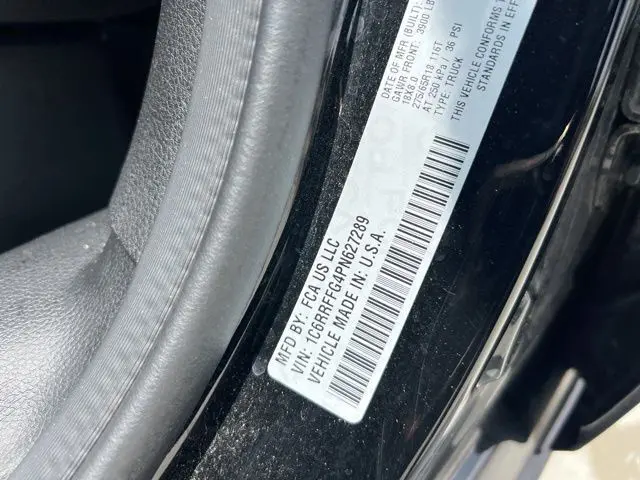 MFD BY: FCA US LLC
VIN: 1C6RRFFG4PN627289
VEHICLE MADE IN: U.S.A.
DATE OF MFR (BUILT):
GAWR FRONT: 3900 LB
18X8.0
275/65R18 116T
AT 250 kPa / 36 PSI
TYPE: TRUCK
THIS VEHICLE CONFORMS
STANDARDS IN EFF